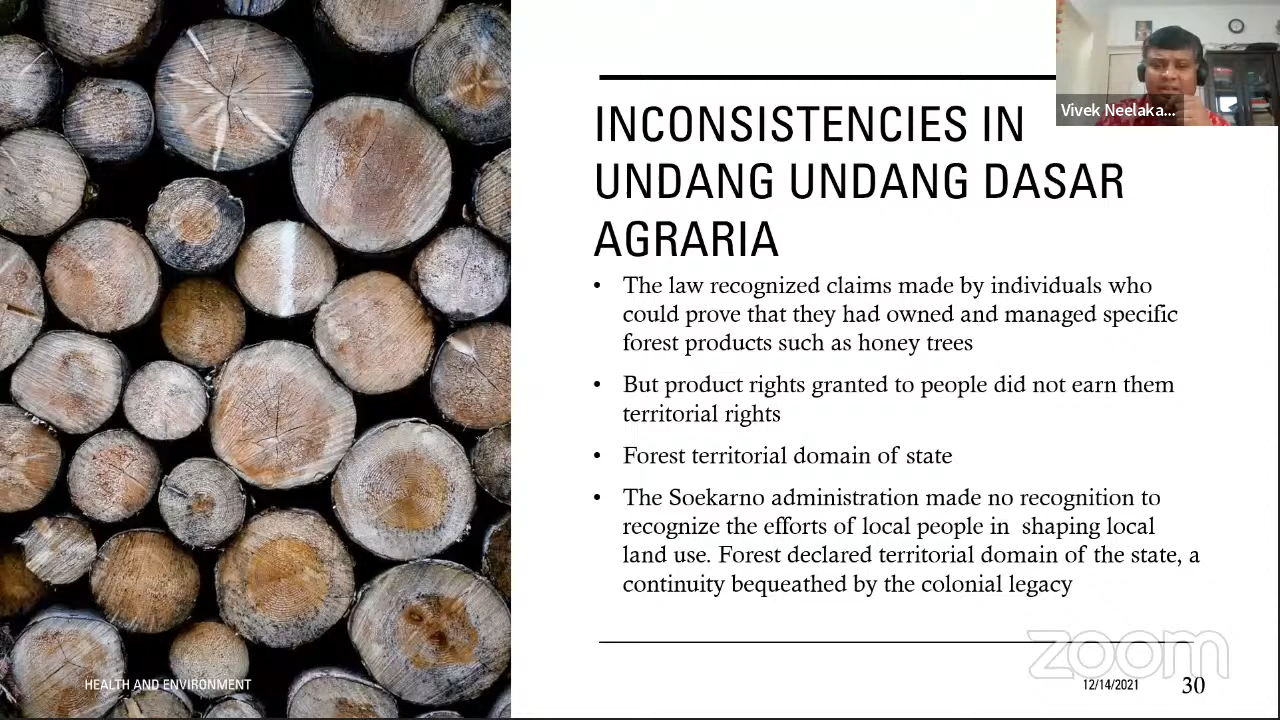 Vivek Neelaka...
INCONSISTENCIES IN
UNDANG UNDANG DASAR
AGRARIA
• The law recognized claims made by individuals who
could prove that they had owned and managed specific
forest products such as honey trees
• But product rights granted to people did not earn them
territorial rights
• Forest territorial domain of state
• The Soekarno administration made no recognition to
recognize the efforts of local people in shaping local
land use. Forest declared territorial domain of the state, a
continuity bequeathed by the colonial legacy
zoom
HEALTH AND ENVIRONMENT
12/14/2021
30